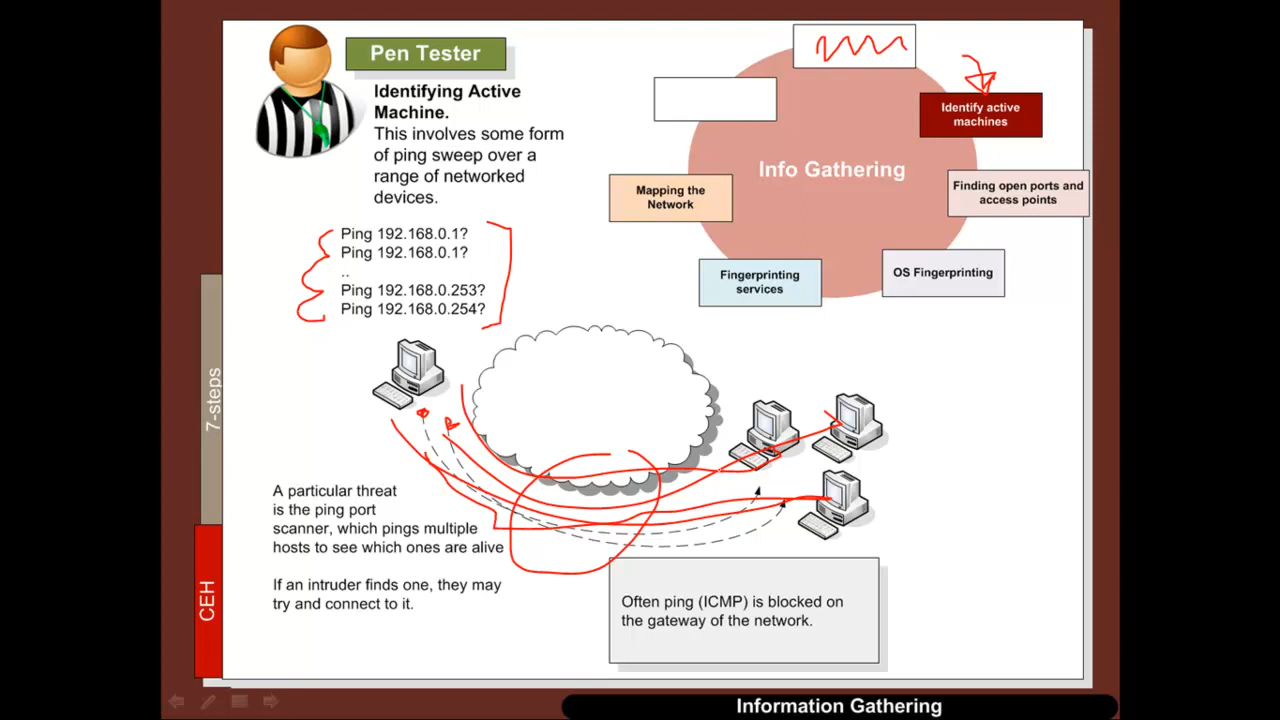 Pen Tester
Identifying Active
Machine.
This involves some form
of ping sweep over a
range of networked
devices.
Ping 192.168.0.1?
Ping 192.168.0.1?
..
Ping 192.168.0.253?
Ping 192.168.0.254?
Info Gathering
Identify active
machines
Finding open ports and
access points
OS Fingerprinting
Fingerprinting
services
Mapping the
Network
7-steps
CEH
A particular threat
is the ping port
scanner, which pings multiple
hosts to see which ones are alive
If an intruder finds one, they may
try and connect to it.
Often ping (ICMP) is blocked on
the gateway of the network.
Information Gathering